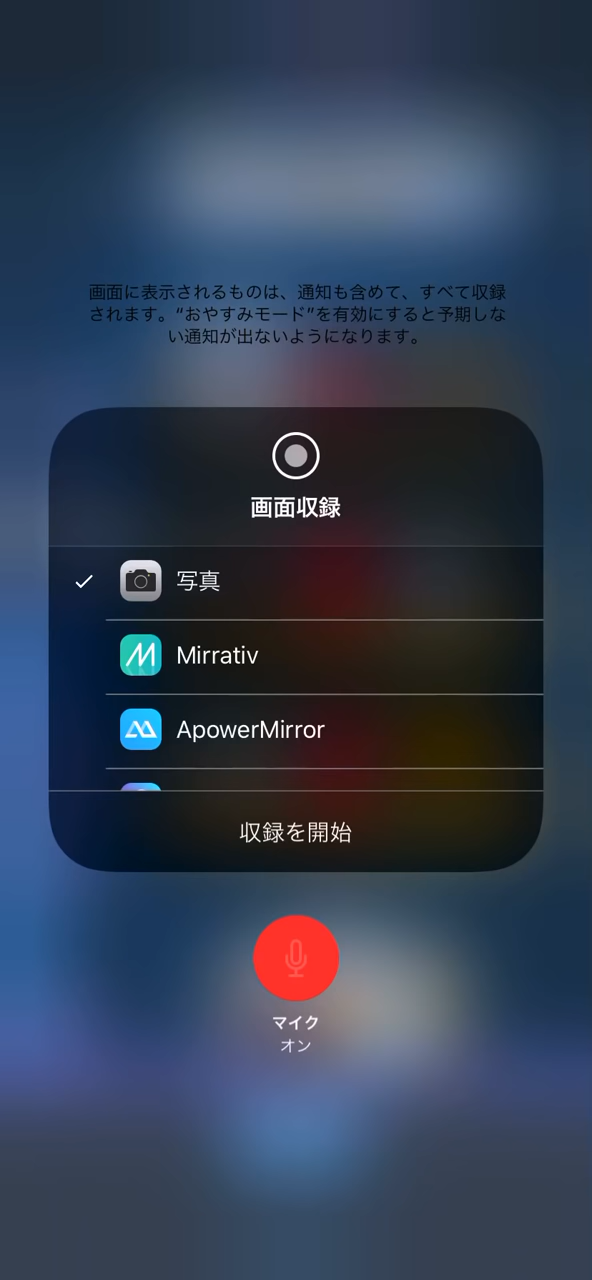 画面に表示されるものは、通知も含めて、すべて収録
されます。“おやすみモード”を有効にすると予期しな
い通知が出ないようになります。
画面収録
写真
Mirrativ
ApowerMirror
収録を開始
マイク
オン